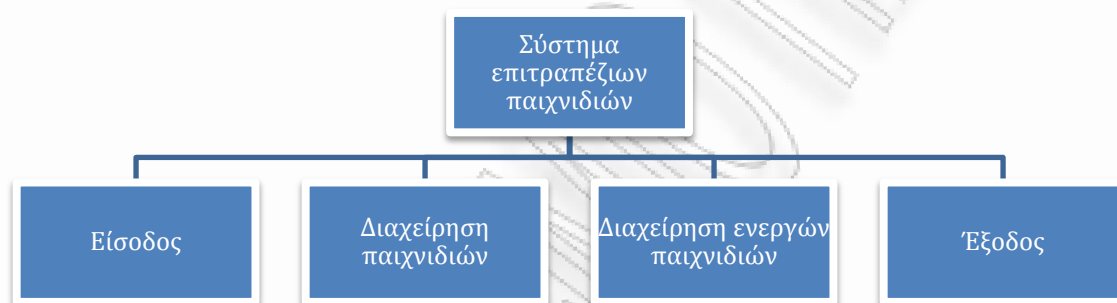 Σύστημα
επιτραπέζιων
παιχνιδιών
Είσοδος
Διαχείρηση
παιχνιδιών
Διαχείρηση ενεργών
παιχνιδιών
Έξοδος